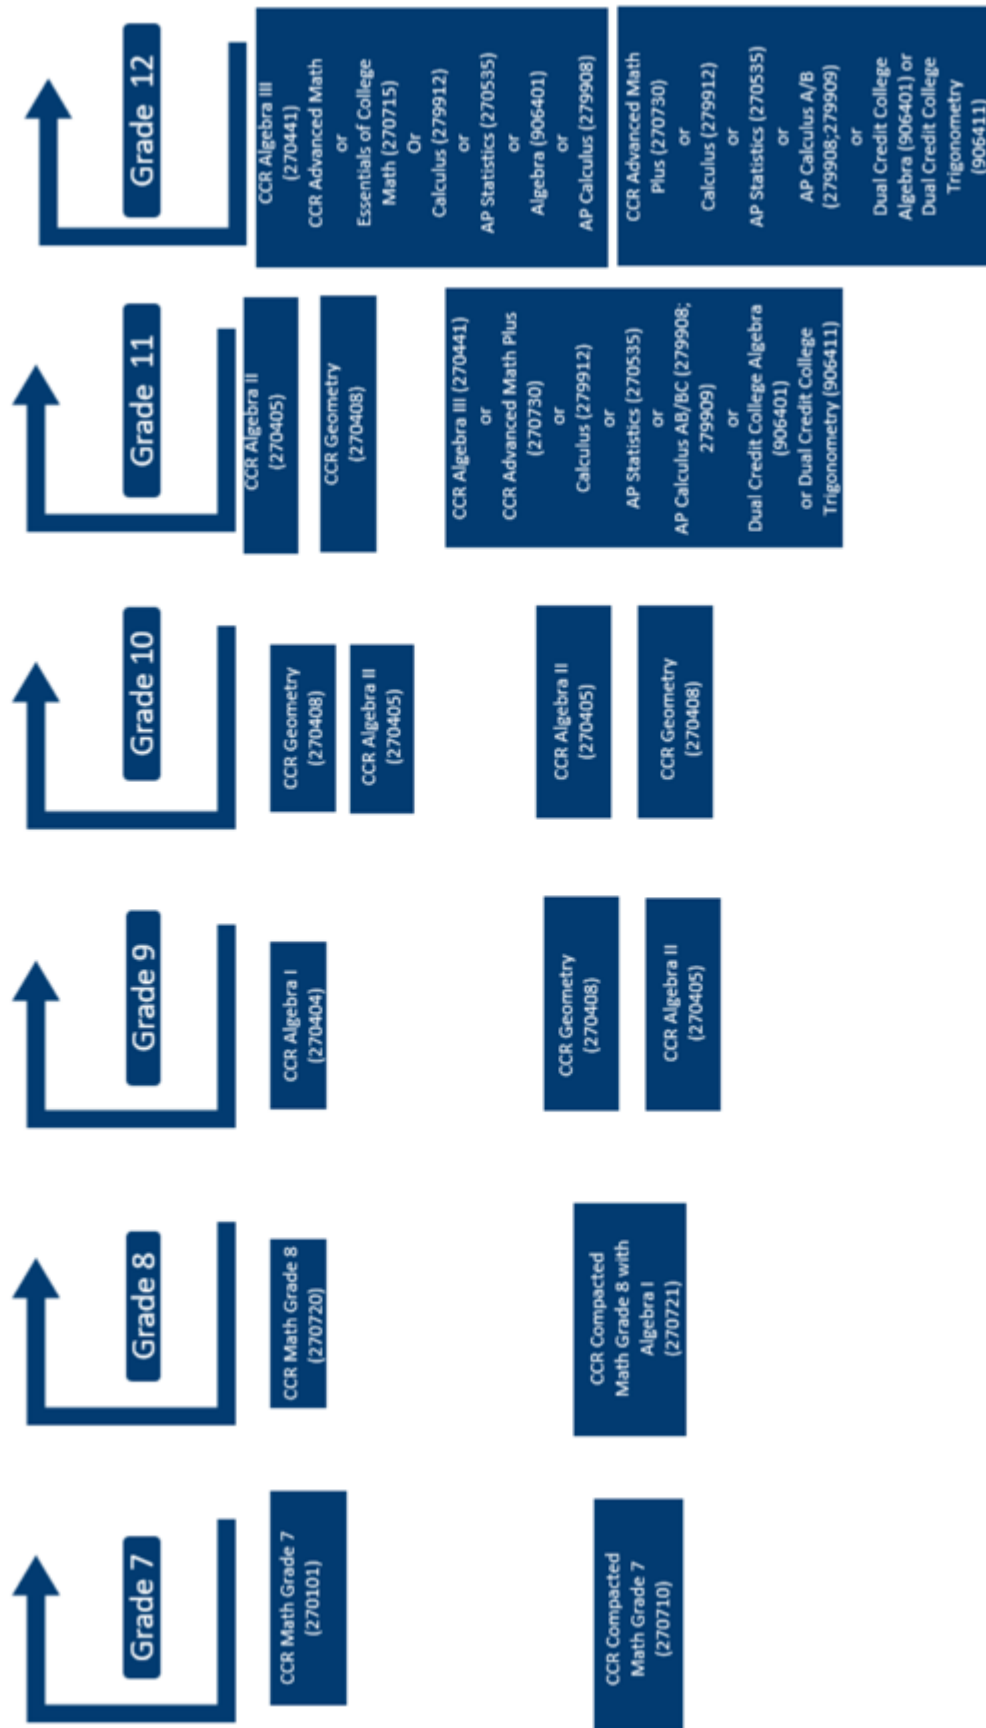 Grade 7
CCR Math Grade 7
(270101)
CCR Compacted
Math Grade 7
(270710)
Grade 8
CCR Math Grade 8
(270720)
CCR Compacted
Math Grade 8 with
Algebra I
(270721)
Grade 9
CCR Algebra I
(270404)
CCR Geometry
(270408)
CCR Algebra II
(270405)
Grade 10
CCR Geometry
(270408)
CCR Algebra II
(270405)
CCR Algebra II
(270405)
CCR Geometry
(270408)
Grade 11
CCR Algebra II
(270405)
CCR Geometry
(270408)
CCR Algebra III (270441)
or
CCR Advanced Math Plus
(270730)
or
Calculus (279912)
or
AP Statistics (270535)
or
AP Calculus AB/BC (279908;
279909)
or
Dual Credit College Algebra
(906401)
or Dual Credit College
Trigonometry (906411)
Grade 12
CCR Algebra III
(270441)
CCR Advanced Math
or
Essentials of College
Math (270715)
Or
Calculus (279912)
or
AP Statistics (270535)
or
Algebra (906401)
or
AP Calculus (279908)
CCR Advanced Math
Plus (270730)
or
Calculus (279912)
or
AP Statistics (270535)
or
AP Calculus A/B
(279908;279909)
or
Dual Credit College
Algebra (906401) or
Dual Credit College
Trigonometry
(906411)